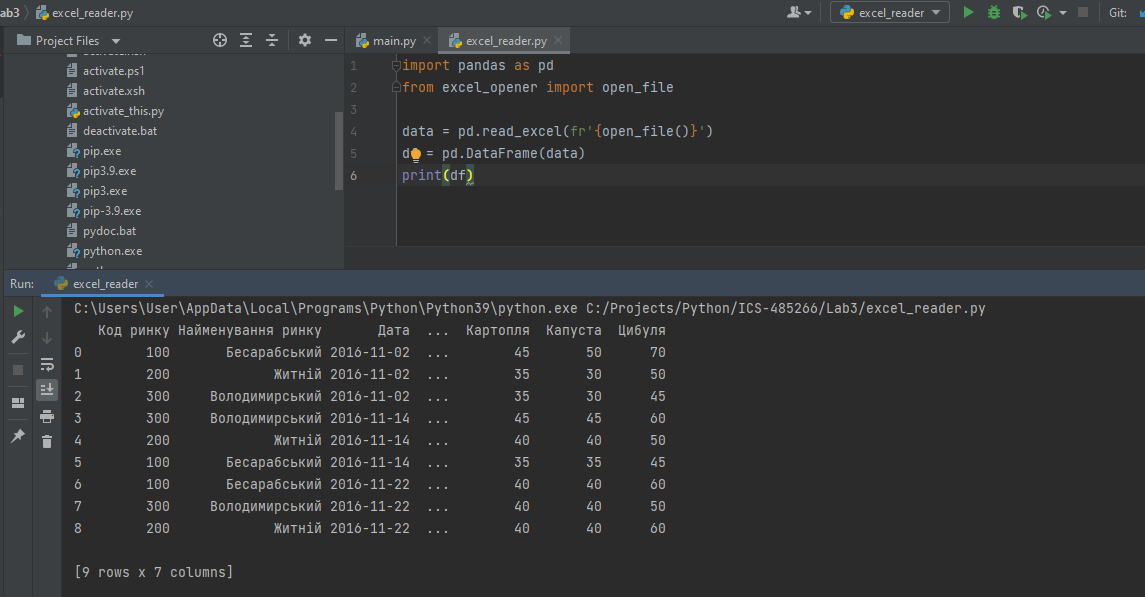 ab3 excel_reader.py excel_reader Git:
Project Files main.py excel_reader.py
activate.ps1
activate.xsh
activate_this.py
deactivate.bat
pip.exe
pip3.9.exe
pip3.exe
pip-3.9.exe
pydoc.bat
python.exe
1 import pandas as pd
2 from excel_opener import open_file
3
4 data = pd.read_excel(fr'{open_file()}')
5 d = pd.DataFrame(data)
6 print(df)
Run: excel_reader
C:\Users\User\AppData\Local\Programs\Python\Python39\python.exe C:/Projects/Python/ICS-485266/Lab3/excel_reader.py
Код ринку Найменування ринку Дата ... Картопля Капуста Цибуля
0 100 Бесарабський 2016-11-02 ... 45 50 70
1 200 Житній 2016-11-02 ... 35 30 50
2 300 Володимирський 2016-11-02 ... 35 30 45
3 300 Володимирський 2016-11-14 ... 45 45 60
4 200 Житній 2016-11-14 ... 40 40 50
5 100 Бесарабський 2016-11-14 ... 35 35 45
6 100 Бесарабський 2016-11-22 ... 40 40 60
7 300 Володимирський 2016-11-22 ... 40 40 50
8 200 Житній 2016-11-22 ... 40 40 60
[9 rows x 7 columns]